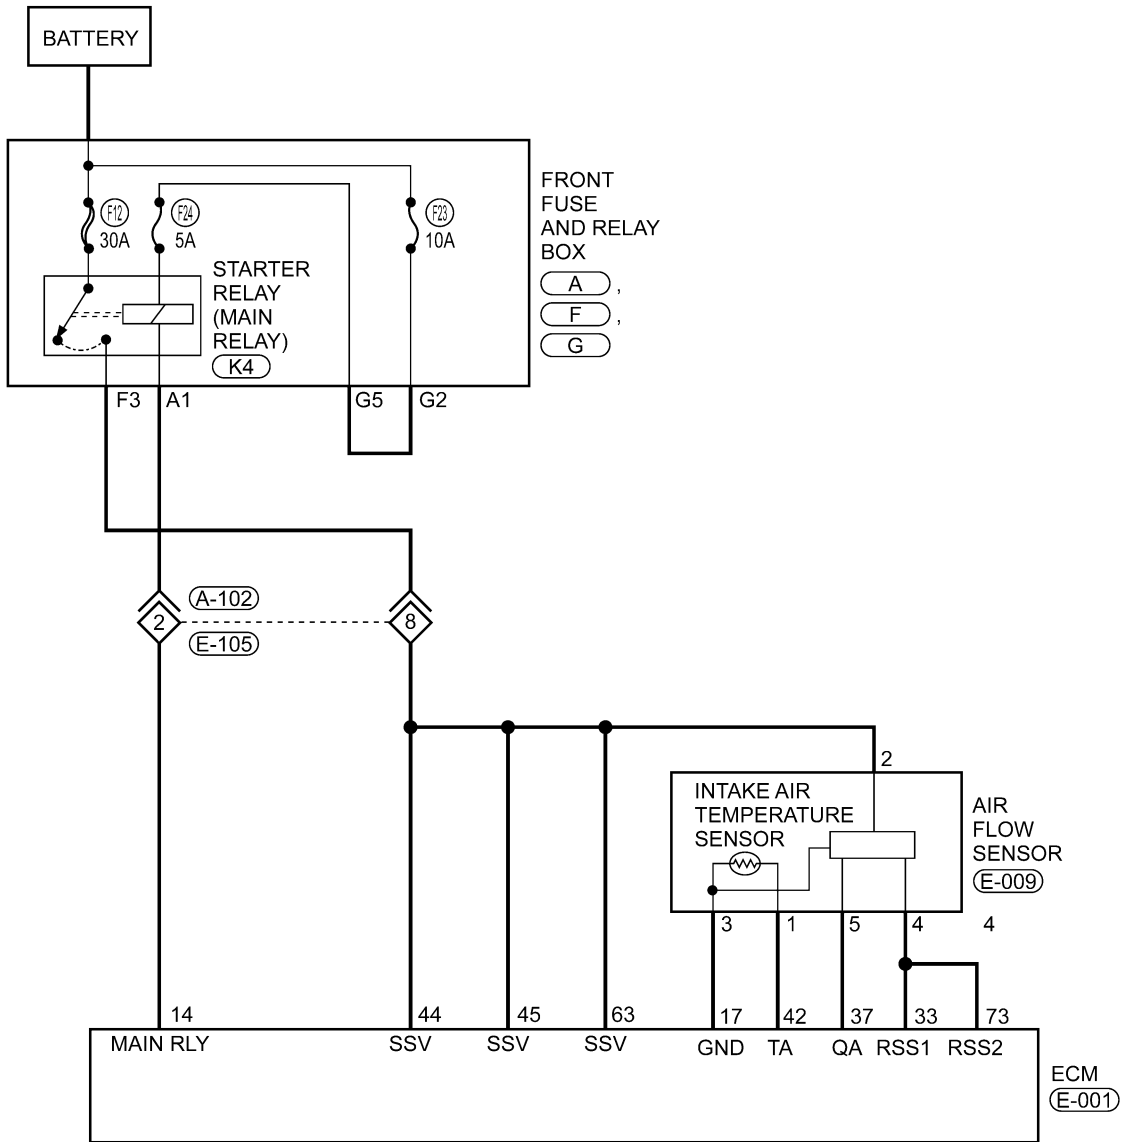 BATTERY
FRONT
FUSE
AND RELAY
BOX
A ,
F ,
G
F12
30A
F24
5A
F23
10A
STARTER
RELAY
(MAIN
RELAY)
K4
F3 A1 G5 G2
A-102
2 8
E-105
2
INTAKE AIR
TEMPERATURE
SENSOR
AIR
FLOW
SENSOR
E-009
3 1 5 4 4
14 44 45 63 17 42 37 33 73
MAIN RLY SSV SSV SSV GND TA QA RSS1 RSS2
ECM
E-001